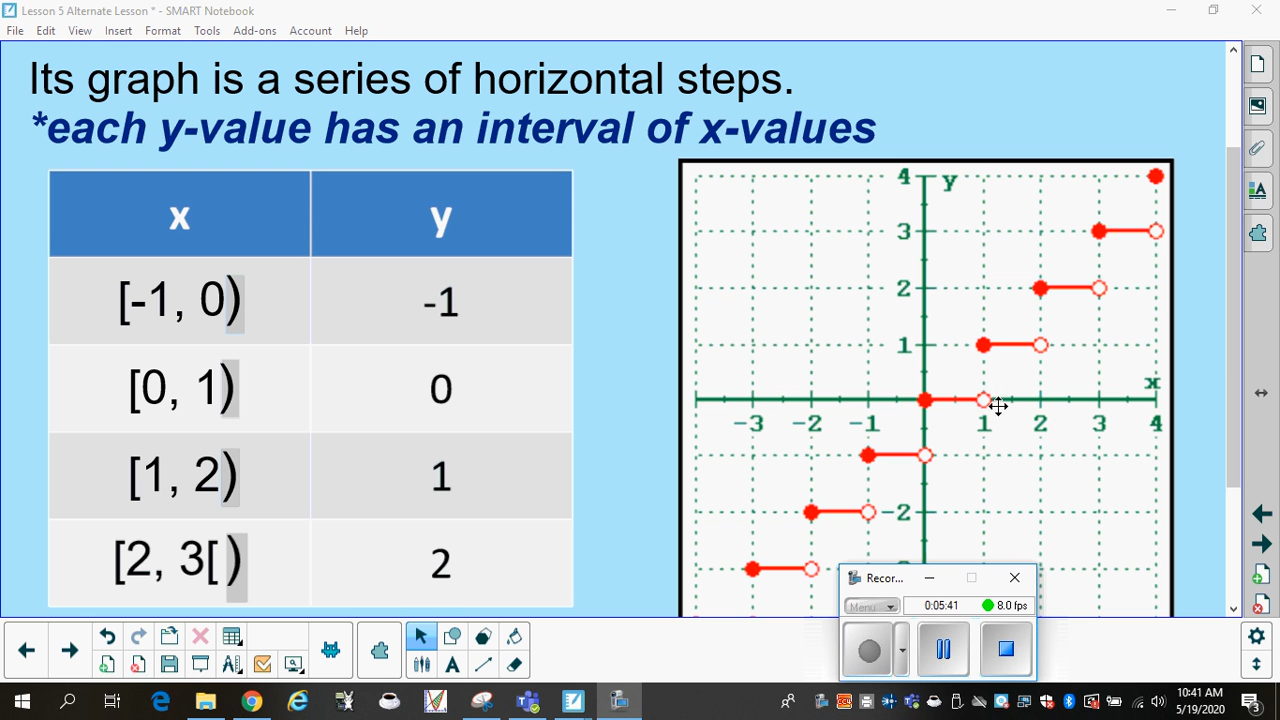 Lesson 5 Alternate Lesson * - SMART Notebook
File Edit View Insert Format Tools Add-ons Account Help
Its graph is a series of horizontal steps.
*each y-value has an interval of x-values
x y
[-1, 0) -1
[0, 1) 0
[1, 2) 1
[2, 3[ ) 2
4 y
3
2
1
x
-3 -2 -1 1 2 3 4
-2
Recor...
Menu 0:05:41 8.0 fps
10:41 AM
5/19/2020
3